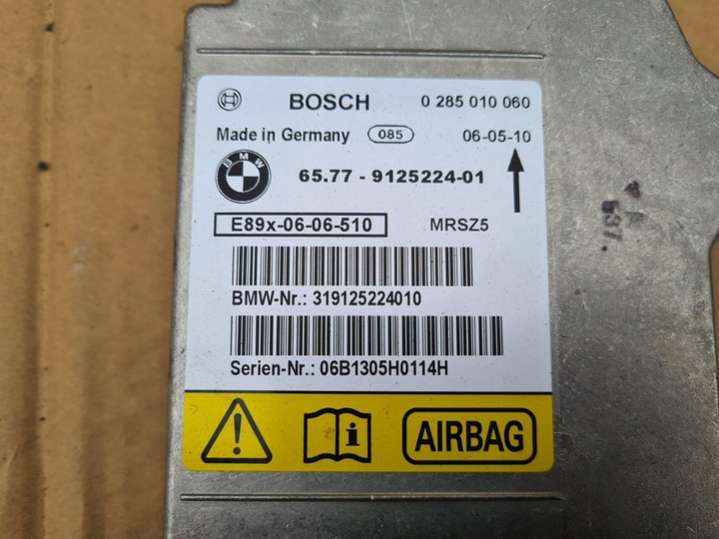 BOSCH 0 285 010 060
Made in Germany 085 06-05-10
BMW 65.77 - 9125224-01
E89x-06-06-510 MRSZ5
BMW-Nr.: 319125224010
Serien-Nr.: 06B1305H0114H
i AIRBAG